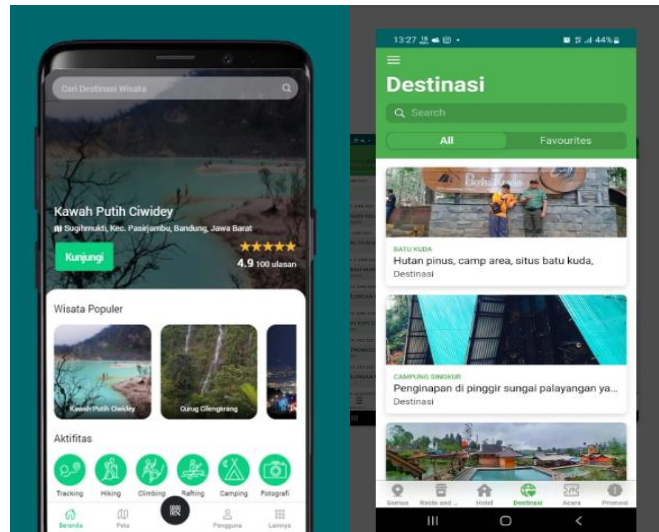 Cari Destinasi Wisata
Kawah Putih Ciwidey
Sugihmukti, Kec. Pasirjambu, Bandung, Jawa Barat
Kunjungi
4.9 100 ulasan
Wisata Populer
Kawah Putih Ciwidey
Curug Cilengkrang
Aktifitas
Tracking
Hiking
Climbing
Rafting
Camping
Fotografi
Beranda
Peta
Pengguna
Lainnya
13:27
44%
Destinasi
Search
All
Favourites
BATU KUDA
Hutan pinus, camp area, situs batu kuda,
Destinasi
CAMPUNG SINGKUR
Penginapan di pinggir sungai palayangan ya...
Destinasi
Semua
Resto and ...
Hotel
Destinasi
Acara
Promosi